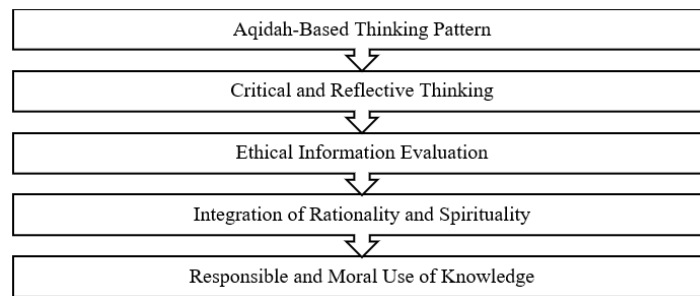 Aqidah-Based Thinking Pattern
Critical and Reflective Thinking
Ethical Information Evaluation
Integration of Rationality and Spirituality
Responsible and Moral Use of Knowledge